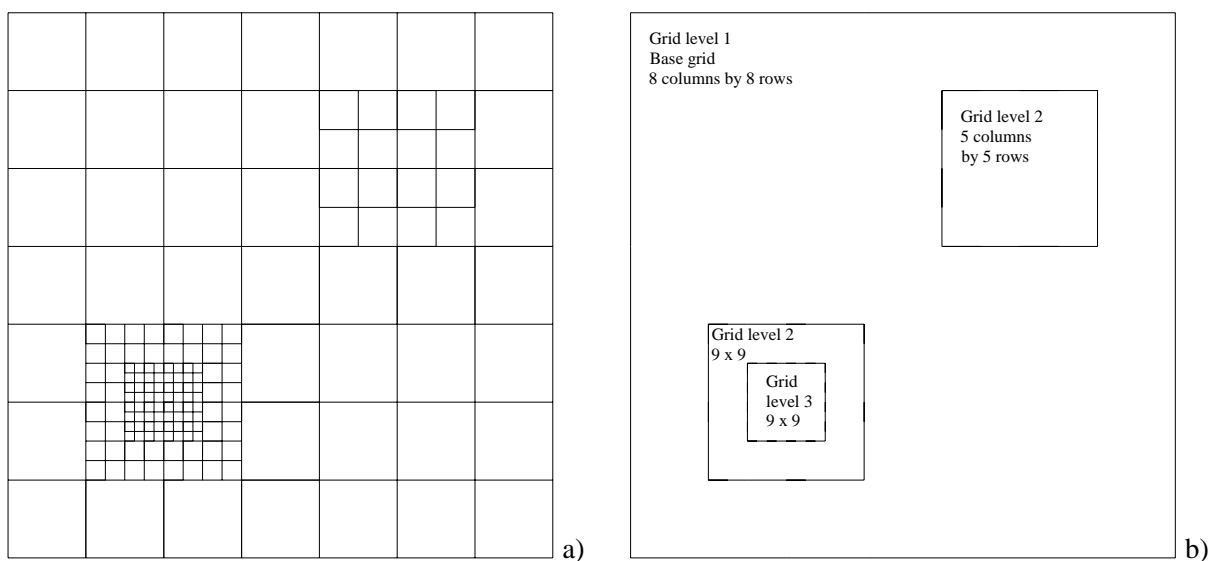 Grid level 1
Base grid
8 columns by 8 rows
Grid level 2
5 columns
by 5 rows
Grid level 2
9 x 9
Grid
level 3
9 x 9
a)
b)